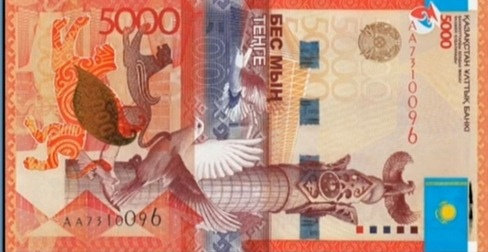 5000
БЕС МЫҢ
ТЕҢГЕ
АА7310096
ҚАЗАҚСТАН ҰЛТТЫҚ БАНКІ
5000
АА7310096